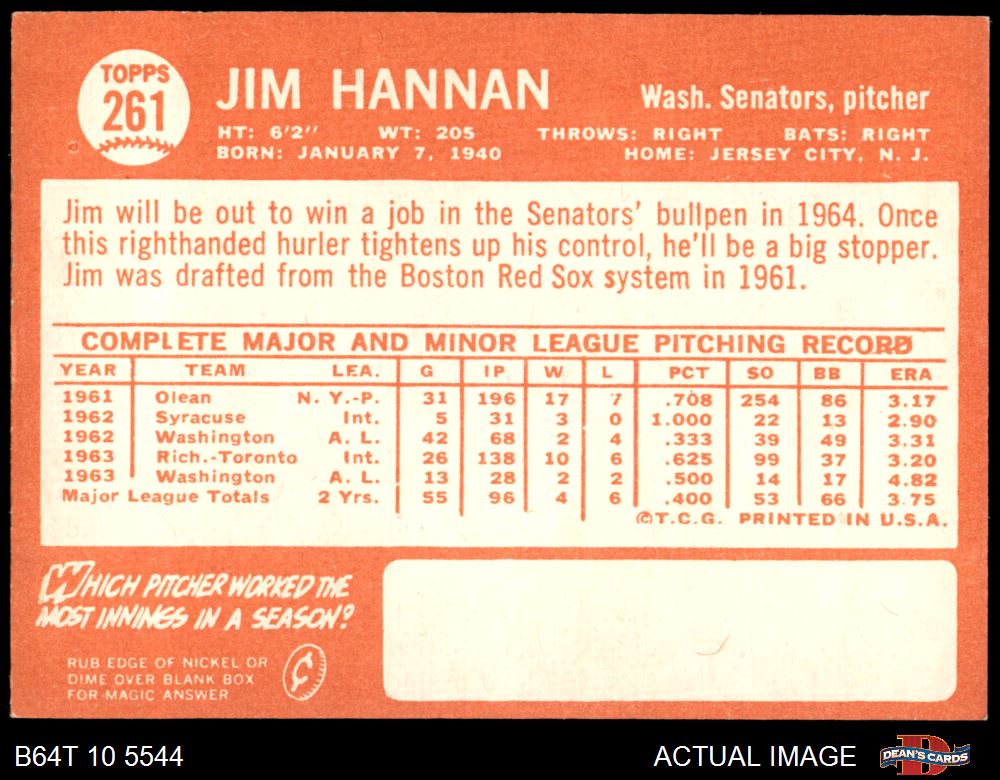 TOPPS
261
JIM HANNAN
Wash. Senators, pitcher
HT: 6'2" WT: 205 THROWS: RIGHT BATS: RIGHT
BORN: JANUARY 7, 1940 HOME: JERSEY CITY, N. J.
Jim will be out to win a job in the Senators' bullpen in 1964. Once
this righthanded hurler tightens up his control, he'll be a big stopper.
Jim was drafted from the Boston Red Sox system in 1961.
COMPLETE MAJOR AND MINOR LEAGUE PITCHING RECORD
YEAR TEAM LEA. G IP W L PCT SO BB ERA
1961 Olean N. Y.-P. 31 196 17 7 .708 254 86 3.17
1962 Syracuse Int. 5 31 3 0 1.000 22 13 2.90
1962 Washington A. L. 42 68 2 4 .333 39 49 3.31
1963 Rich.-Toronto Int. 26 138 10 6 .625 99 37 3.20
1963 Washington A. L. 13 28 2 2 .500 14 17 4.82
Major League Totals 2 Yrs. 55 96 4 6 .400 53 66 3.75
©T.C.G. PRINTED IN U.S.A.
WHICH PITCHER WORKED THE
MOST INNINGS IN A SEASON?
RUB EDGE OF NICKEL OR
DIME OVER BLANK BOX
FOR MAGIC ANSWER
¢
B64T 10 5544
ACTUAL IMAGE
DEAN'S CARDS